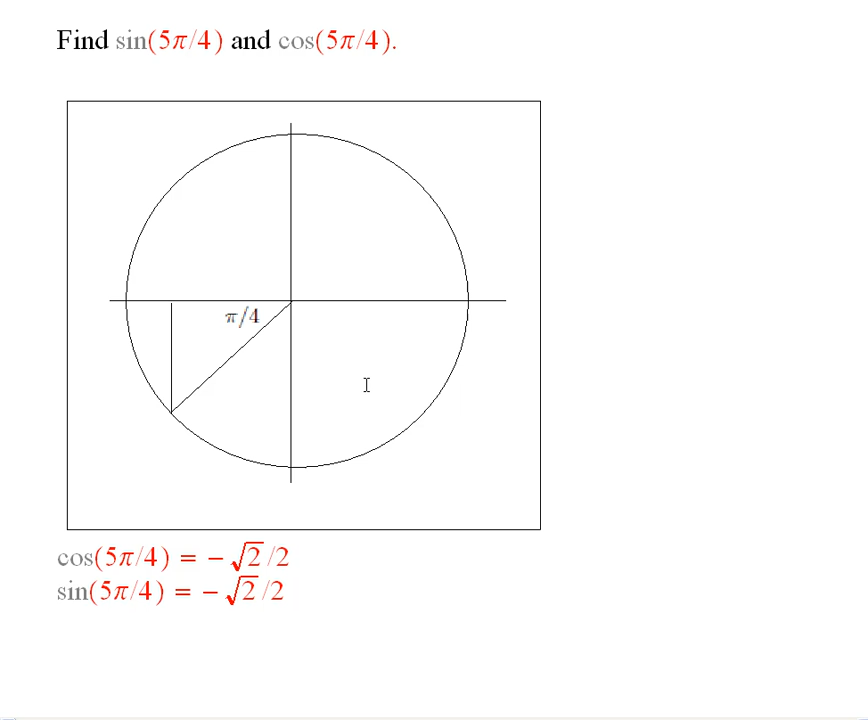 Find sin(5π/4) and cos(5π/4).
π/4
cos(5π/4) = −√2/2
sin(5π/4) = −√2/2